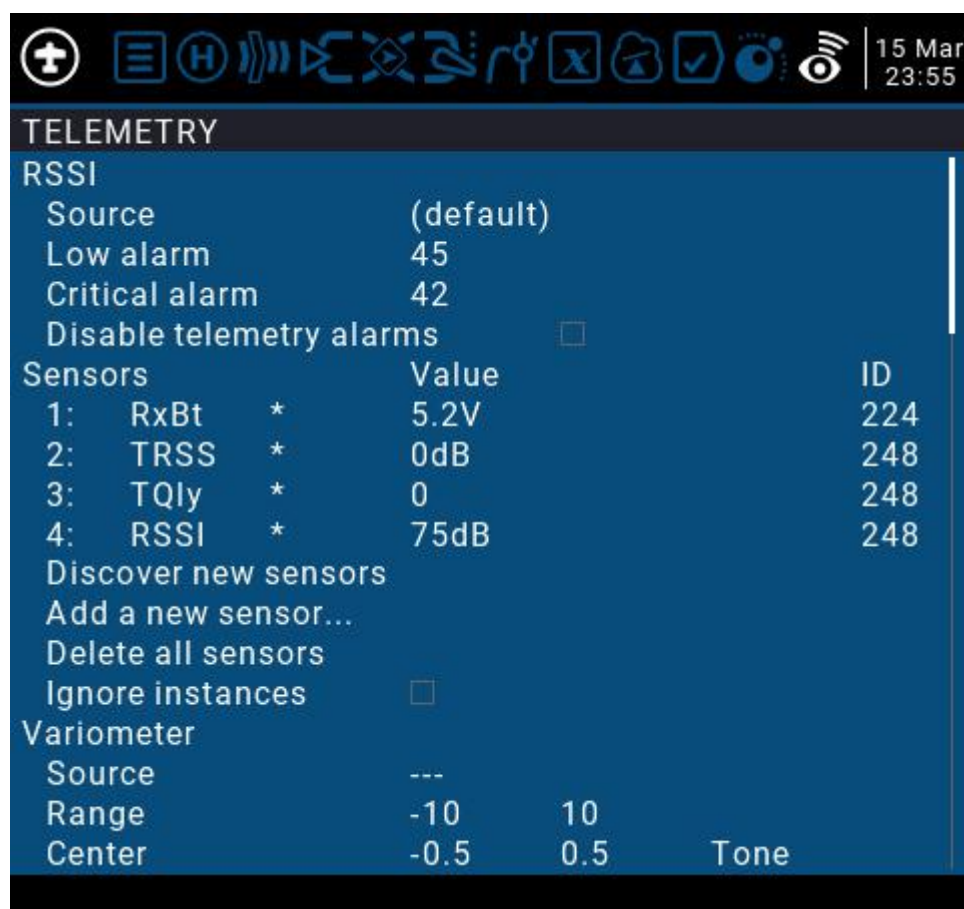 15 Mar
23:55
TELEMETRY
RSSI
Source (default)
Low alarm 45
Critical alarm 42
Disable telemetry alarms
Sensors Value ID
1: RxBt * 5.2V 224
2: TRSS * 0dB 248
3: TQly * 0 248
4: RSSI * 75dB 248
Discover new sensors
Add a new sensor...
Delete all sensors
Ignore instances
Variometer
Source ---
Range -10 10
Center -0.5 0.5 Tone